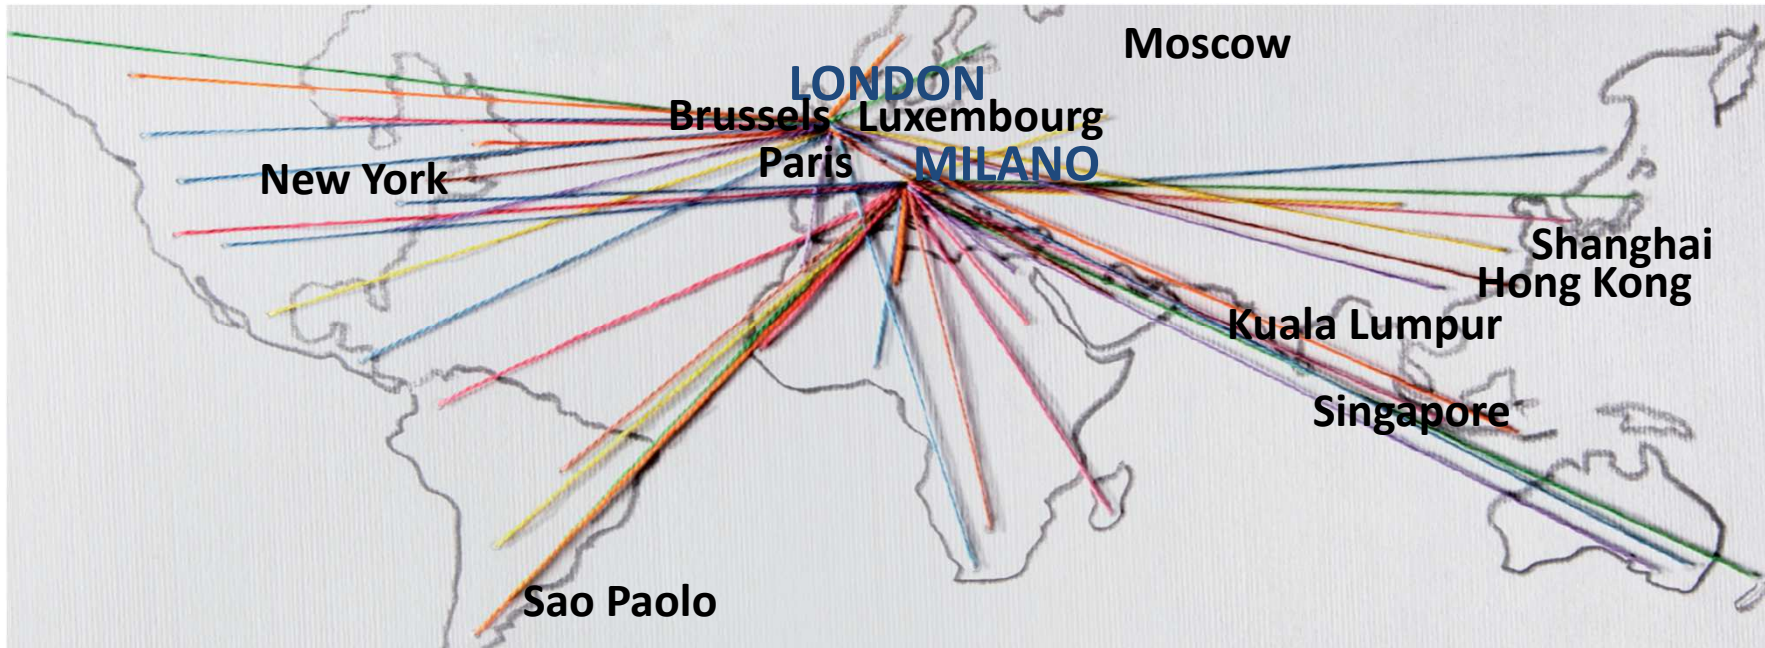 Moscow
LONDON
Brussels
Luxembourg
Paris
MILANO
New York
Shanghai
Hong Kong
Kuala Lumpur
Singapore
Sao Paolo